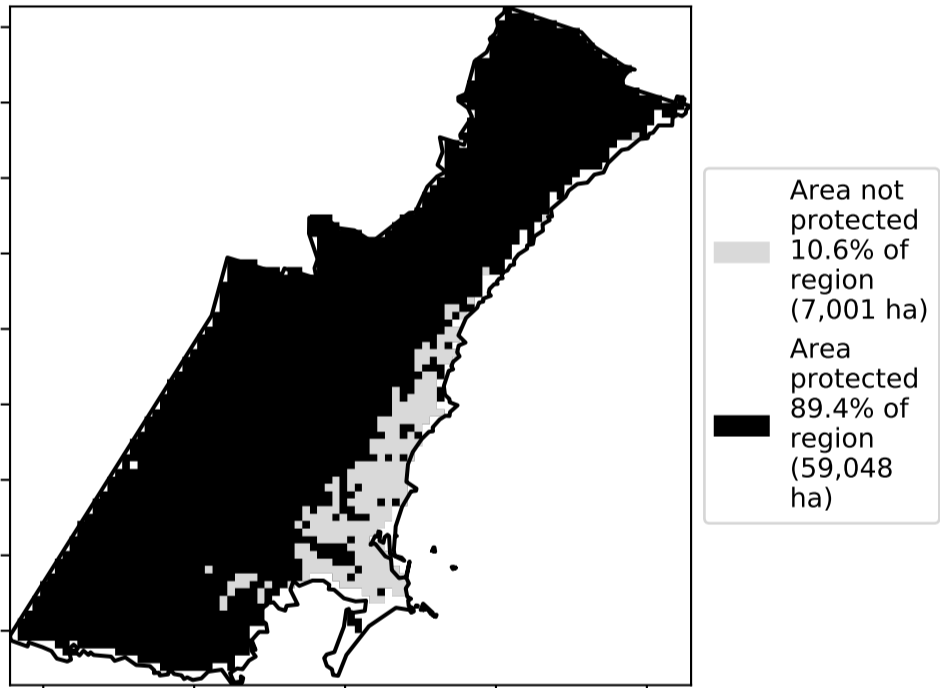 Area not
protected
10.6% of
region
(7,001 ha)
Area
protected
89.4% of
region
(59,048
ha)